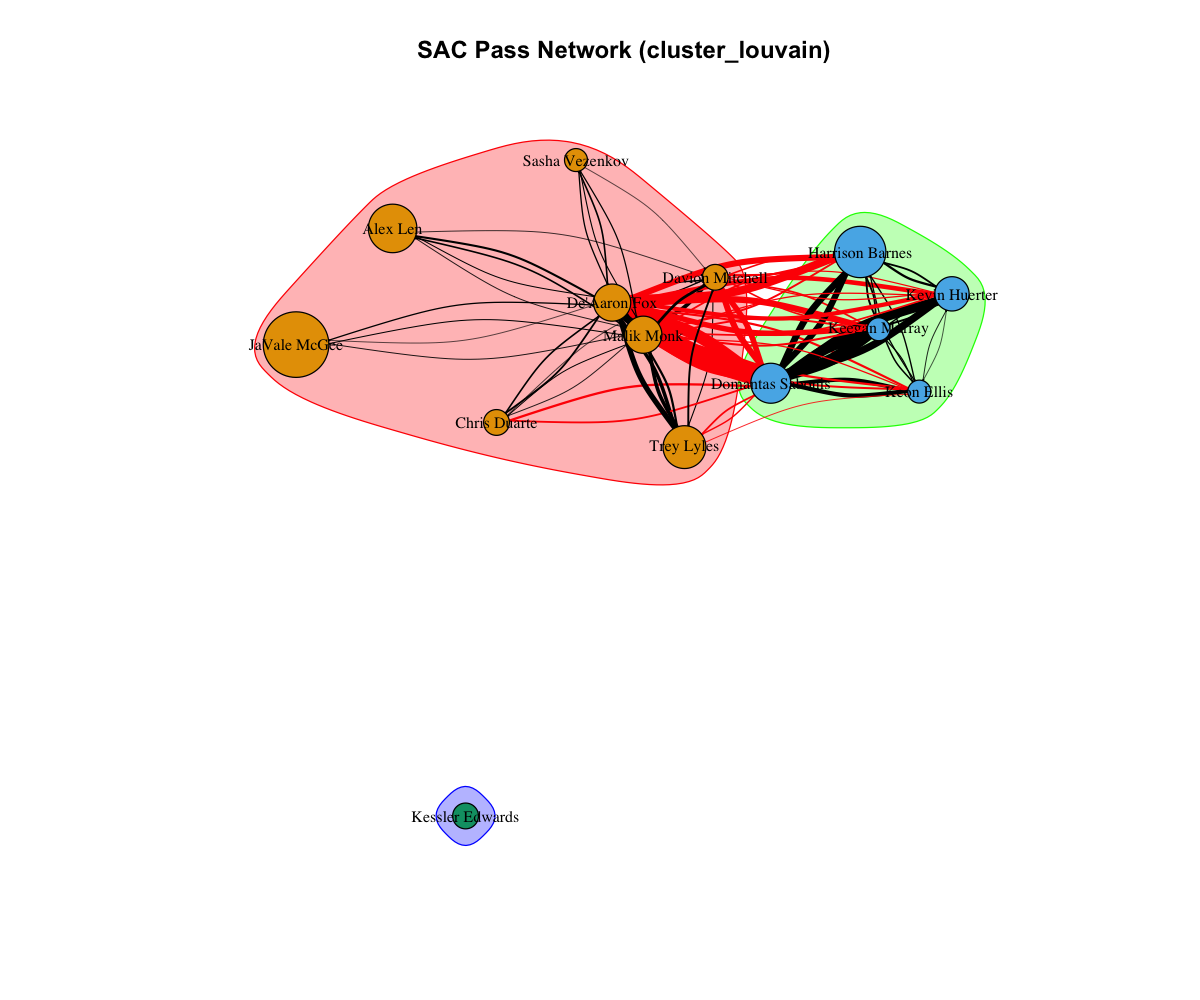 SAC Pass Network (cluster_louvain)
Sasha Vezenkov
Alex Len
Harrison Barnes
Davion Mitchell
Kevin Huerter
De'Aaron Fox
Keegan Murray
Malik Monk
JaVale McGee
Domantas Sabonis
Keon Ellis
Chris Duarte
Trey Lyles
Kessler Edwards